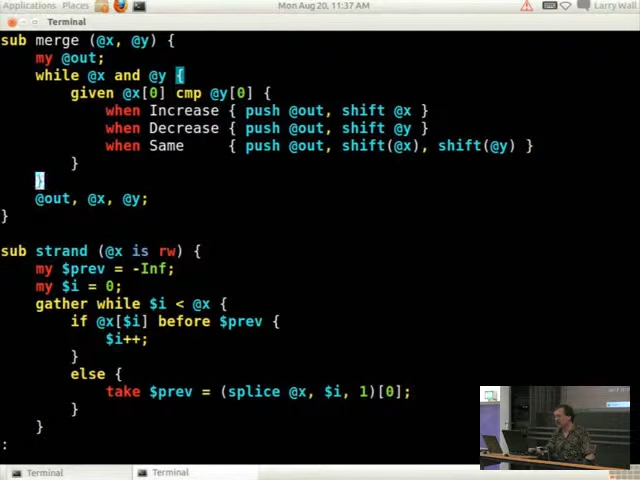 Applications Places Mon Aug 20, 11:37 AM Larry Wall
Terminal
sub merge (@x, @y) {
    my @out;
    while @x and @y {
        given @x[0] cmp @y[0] {
            when Increase { push @out, shift @x }
            when Decrease { push @out, shift @y }
            when Same     { push @out, shift(@x), shift(@y) }
        }
    }
    @out, @x, @y;
}
sub strand (@x is rw) {
    my $prev = -Inf;
    my $i = 0;
    gather while $i < @x {
        if @x[$i] before $prev {
            $i++;
        }
        else {
            take $prev = (splice @x, $i, 1)[0];
        }
    }
:
Terminal Terminal